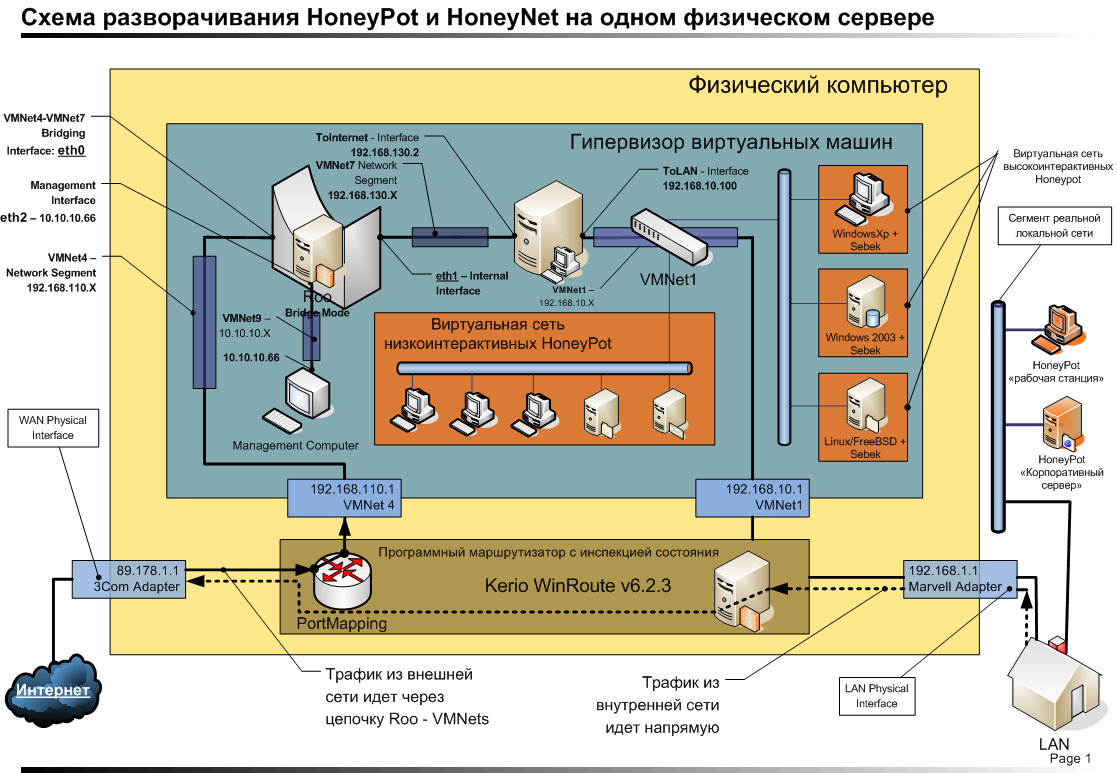 Схема разворачивания HoneyPot и HoneyNet на одном физическом сервере
Физический компьютер
Гипервизор виртуальных машин
VMNet4-VMNet7
Bridging
Interface: eth0
Management
Interface
eth2 – 10.10.10.66
VMNet4 –
Network Segment
192.168.110.X
ToInternet - Interface
192.168.130.2
VMNet7 Network
Segment
192.168.130.X
ToLAN - Interface
192.168.10.100
Roo
Bridge Mode
eth1 – Internal
Interface
VMNet1 –
192.168.10.X
VMNet1
VMNet9 –
10.10.10.X
10.10.10.66
Management Computer
Виртуальная сеть
низкоинтерактивных HoneyPot
WindowsXp +
Sebek
Windows 2003 +
Sebek
Linux/FreeBSD +
Sebek
Виртуальная сеть
высокоинтерактивных
Honeypot
Сегмент реальной
локальной сети
HoneyPot
«рабочая станция»
HoneyPot
«Корпоративный
сервер»
WAN Physical
Interface
192.168.110.1
VMNet 4
192.168.10.1
VMNet1
Программный маршрутизатор с инспекцией состояния
Kerio WinRoute v6.2.3
PortMapping
89.178.1.1
3Com Adapter
192.168.1.1
Marvell Adapter
Интернет
Трафик из внешней
сети идет через
цепочку Roo - VMNets
Трафик из
внутренней сети
идет напрямую
LAN Physical
Interface
LAN
Page 1